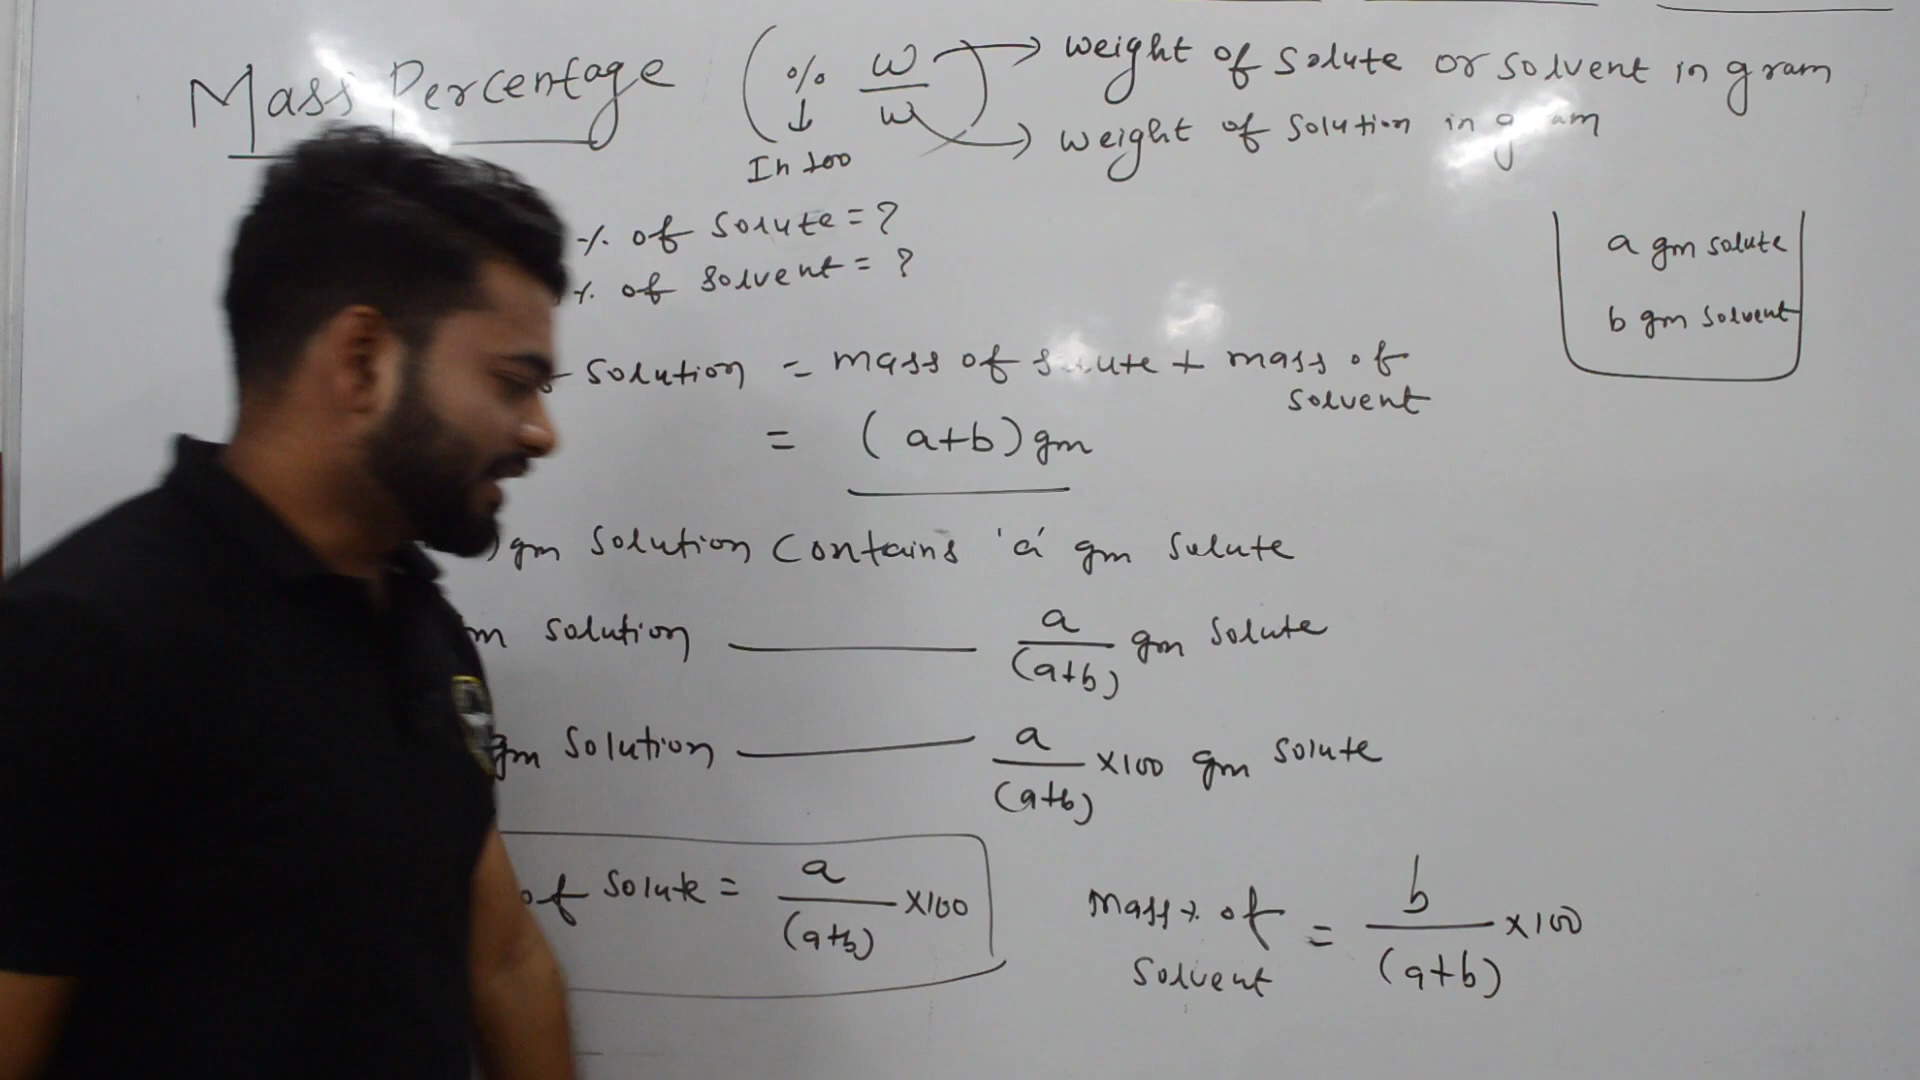 Mass Percentage ( % w/w ) → weight of solute or solvent in gram
→ weight of solution in gram
↓
In 100
% of solute = ?
% of solvent = ?
a gm solute
b gm solvent
solution = mass of solute + mass of
solvent
= (a+b) gm
) gm solution contains 'a' gm solute
m solution — a/(a+b) gm solute
gm solution — a/(a+b) ×100 gm solute
of solute = a/(a+b) ×100
mass % of
solvent = b/(a+b) ×100